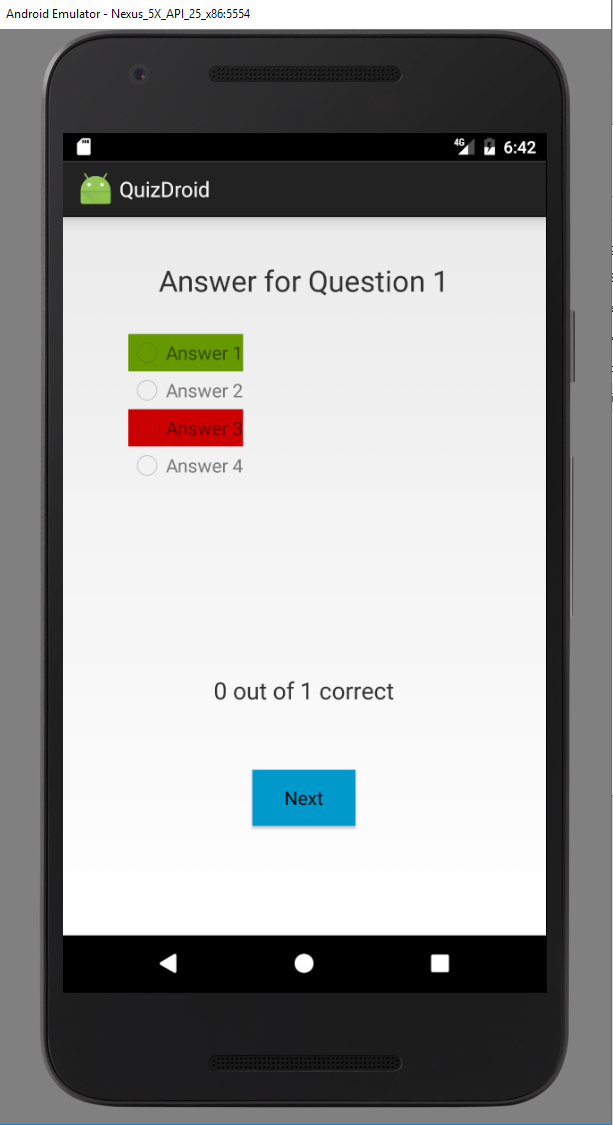 Android Emulator - Nexus_5X_API_25_x86:5554
4G 6:42
QuizDroid
Answer for Question 1
Answer 1
Answer 2
Answer 3
Answer 4
0 out of 1 correct
Next